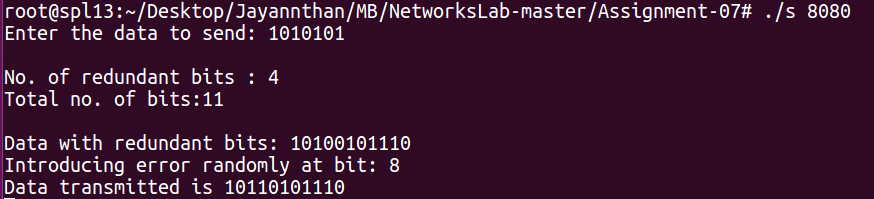 root@spl13:~/Desktop/Jayannthan/MB/NetworksLab-master/Assignment-07# ./s 8080
Enter the data to send: 1010101
No. of redundant bits : 4
Total no. of bits:11
Data with redundant bits: 10100101110
Introducing error randomly at bit: 8
Data transmitted is 10110101110